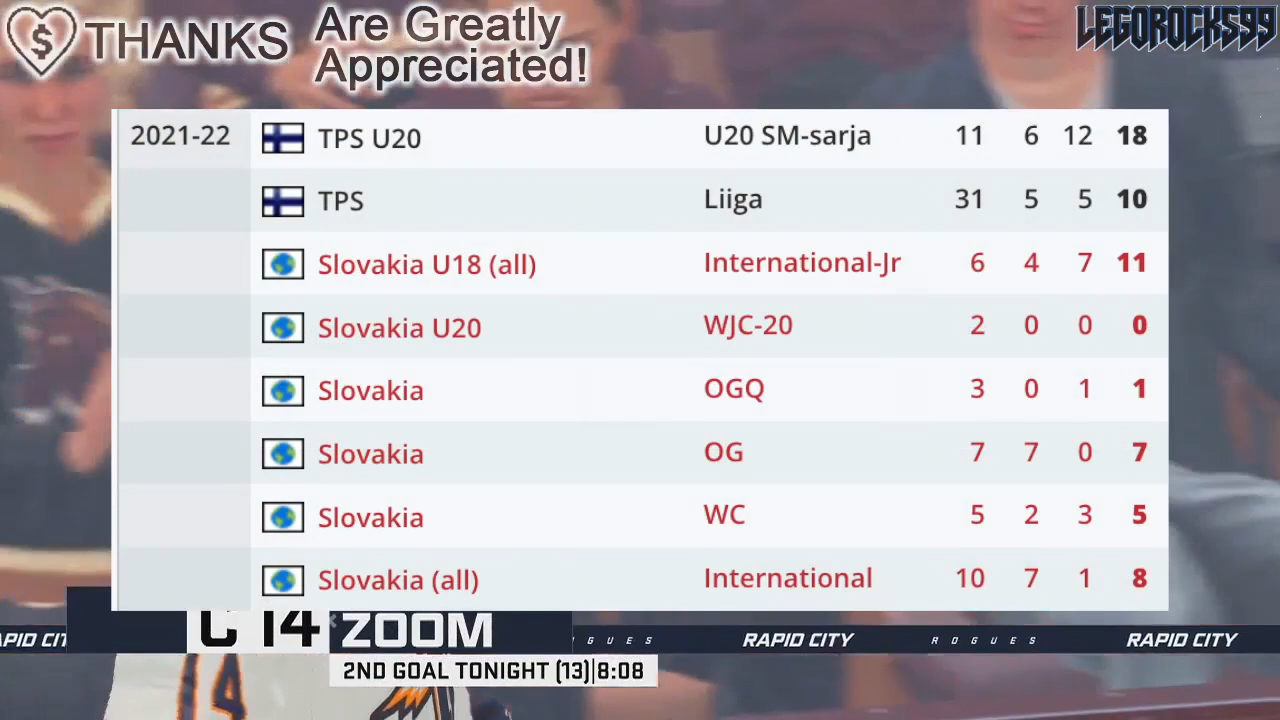 $ THANKS Are Greatly
Appreciated!
LEGOROCKS99
2021-22 TPS U20 U20 SM-sarja 11 6 12 18
TPS Liiga 31 5 5 10
Slovakia U18 (all) International-Jr 6 4 7 11
Slovakia U20 WJC-20 2 0 0 0
Slovakia OGQ 3 0 1 1
Slovakia OG 7 7 0 7
Slovakia WC 5 2 3 5
Slovakia (all) International 10 7 1 8
C 14 ZOOM
APID CIT GUES RAPID CITY ROGUES RAPID CITY
2ND GOAL TONIGHT (13)|8:08
14